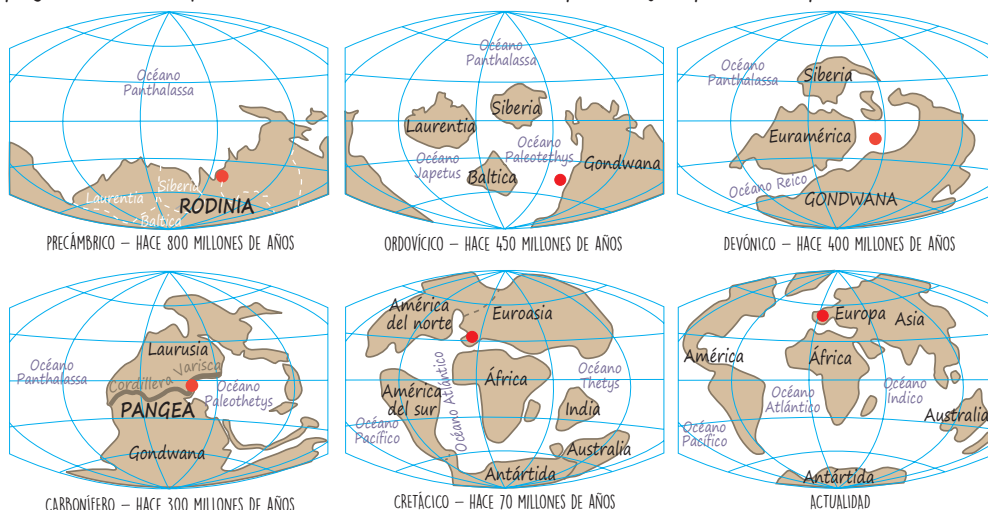 Océano
Panthalassa
Laurentia
Siberia
Baltica
RODINIA
PRECÁMBRICO – HACE 800 MILLONES DE AÑOS
Océano
Panthalassa
Laurentia
Siberia
Océano
Japetus
Océano
Paleotethys
Baltica
Gondwana
ORDOVÍCICO – HACE 450 MILLONES DE AÑOS
Océano
Panthalassa
Siberia
Euramérica
Océano Reico
GONDWANA
DEVÓNICO – HACE 400 MILLONES DE AÑOS
Océano
Panthalassa
Laurusia
Cordillera Varisca
PANGEA
Océano
Paleothetys
Gondwana
CARBONÍFERO – HACE 300 MILLONES DE AÑOS
América
del norte
Euroasia
Océano Atlántico
África
Océano
Thetys
América
del sur
India
Océano
Pacífico
Australia
Antártida
CRETÁCICO – HACE 70 MILLONES DE AÑOS
Europa
Asia
América
África
Océano
Atlántico
Océano
Indico
Australia
Océano
Pacífico
Antártida
ACTUALIDAD